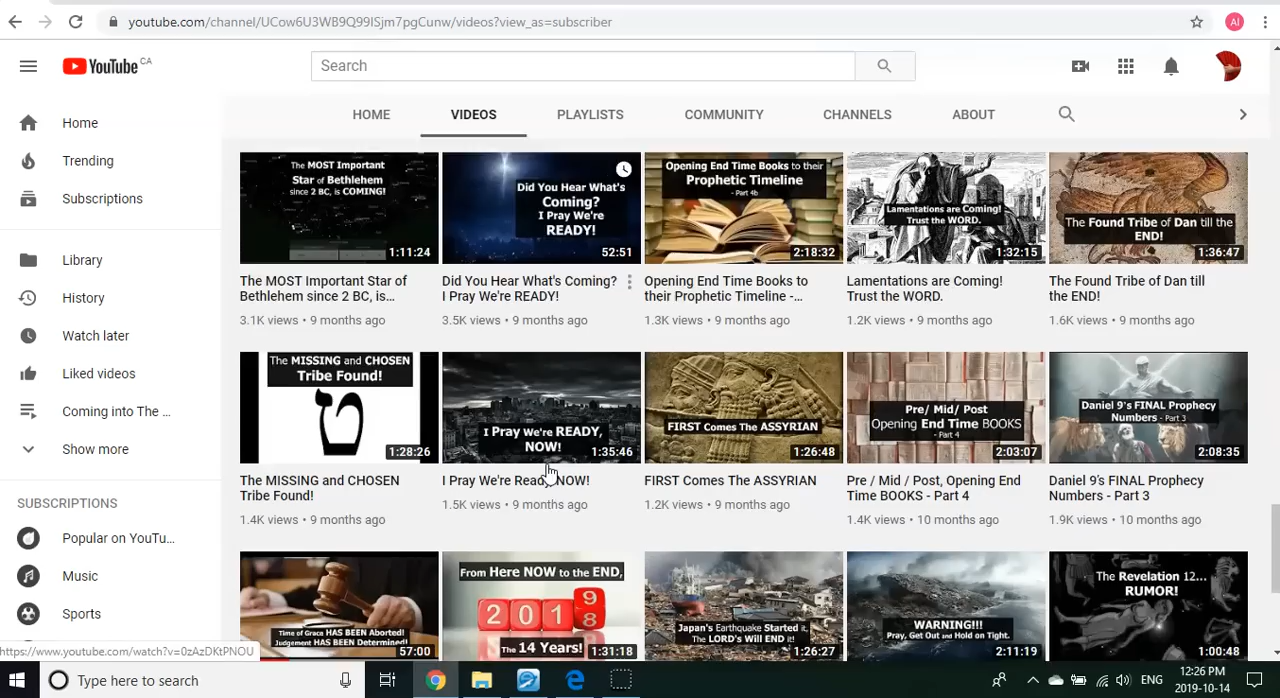 youtube.com/channel/UCow6U3WB9Q99ISjm7pgCunw/videos?view_as=subscriber
AI
YouTube CA
Search
HOME
VIDEOS
PLAYLISTS
COMMUNITY
CHANNELS
ABOUT
Home
Trending
Subscriptions
Library
History
Watch later
Liked videos
Coming into The ...
Show more
SUBSCRIPTIONS
Popular on YouTu...
Music
Sports
The MOST Important
Star of Bethlehem
since 2 BC, is COMING!
1:11:24
The MOST Important Star of
Bethlehem since 2 BC, is...
3.1K views • 9 months ago
Did You Hear What's
Coming?
I Pray We're
READY!
52:51
Did You Hear What's Coming?
I Pray We're READY!
3.5K views • 9 months ago
Opening End Time Books to their
Prophetic Timeline
- Part 4b
2:18:32
Opening End Time Books to
their Prophetic Timeline -...
1.3K views • 9 months ago
Lamentations are Coming!
Trust the WORD.
1:32:15
Lamentations are Coming!
Trust the WORD.
1.2K views • 9 months ago
The Found Tribe of Dan till the
END!
1:36:47
The Found Tribe of Dan till
the END!
1.6K views • 9 months ago
The MISSING and CHOSEN
Tribe Found!
ט
1:28:26
The MISSING and CHOSEN
Tribe Found!
1.4K views • 9 months ago
I Pray We're READY,
NOW!
1:35:46
I Pray We're Ready, NOW!
1.5K views • 9 months ago
FIRST Comes The ASSYRIAN
1:26:48
FIRST Comes The ASSYRIAN
1.2K views • 9 months ago
Pre/ Mid/ Post
Opening End Time BOOKS
- Part 4
2:03:07
Pre / Mid / Post, Opening End
Time BOOKS - Part 4
1.4K views • 10 months ago
Daniel 9's FINAL Prophecy
Numbers - Part 3
2:08:35
Daniel 9's FINAL Prophecy
Numbers - Part 3
1.9K views • 10 months ago
Time of Grace HAS BEEN Aborted!
Judgement HAS BEEN Determined!
57:00
From Here NOW to the END,
2019
8
The 14 Years!
1:31:18
Japan's Earthquake Started it,
The LORD's Will END it!
1:26:27
WARNING!!!
Pray, Get Out and Hold on Tight.
2:11:19
The Revelation 12...
RUMOR!
1:00:48
https://www.youtube.com/watch?v=0zAzDKtPNOU
Type here to search
ENG
12:26 PM
2019-10-14